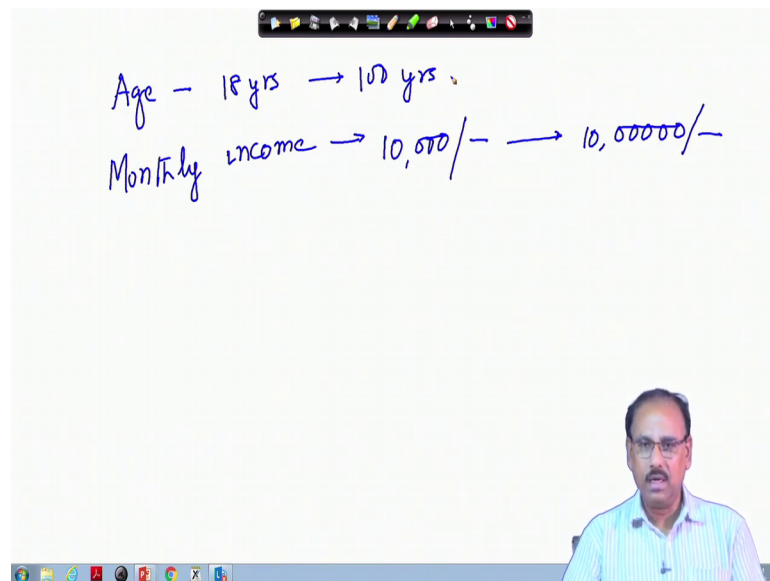 Age - 18 yrs → 100 yrs.
Monthly income → 10,000/- → 10,00000/-